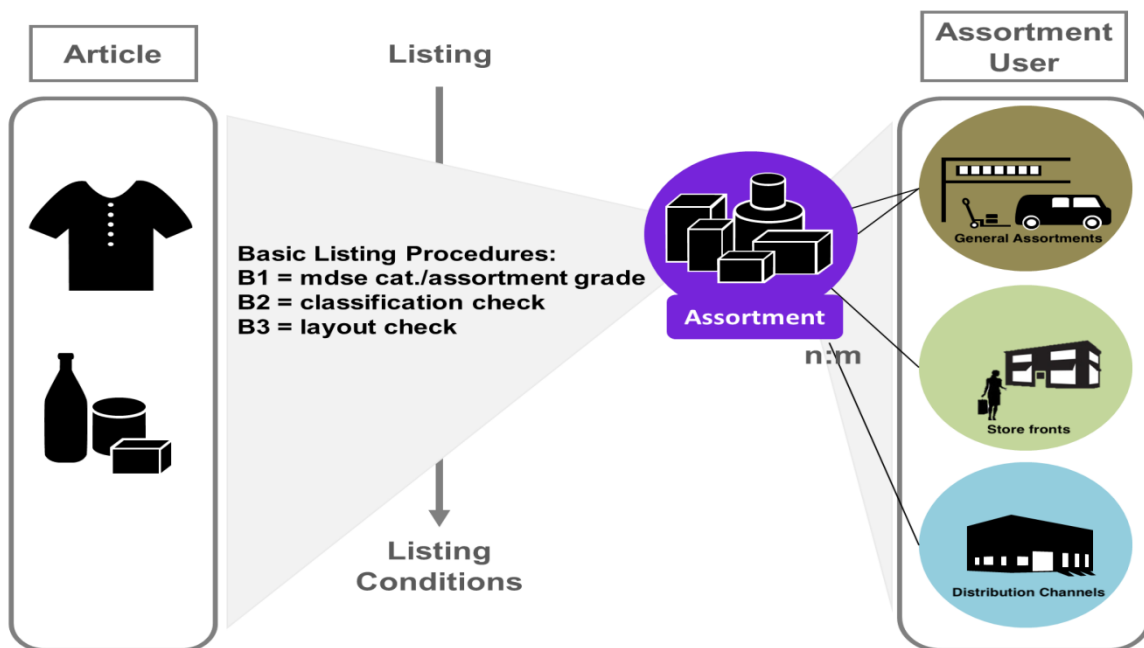 Article
Listing
Assortment
User
Basic Listing Procedures:
B1 = mdse cat./assortment grade
B2 = classification check
B3 = layout check
Assortment
n:m
General Assortments
Store fronts
Distribution Channels
Listing
Conditions